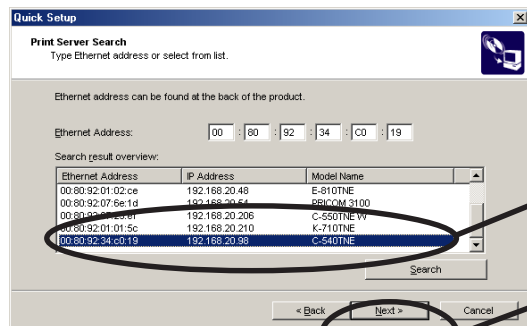 Quick Setup
Print Server Search
Type Ethernet address or select from list.
Ethernet address can be found at the back of the product.
Ethernet Address: 00 : 80 : 92 : 34 : C0 : 19
Search result overview:
Ethernet Address IP Address Model Name
00:80:92:01:02:ce 192.168.20.48 E-810TNE
00:80:92:07:6e:1d 192.168.20.54 PRICOM 3100
192.168.20.206 C-550TNE W
00:80:92:01:01:5c 192.168.20.210 K-710TNE
00:80:92:34:c0:19 192.168.20.98 C-540TNE
Search
« Back Next » Cancel